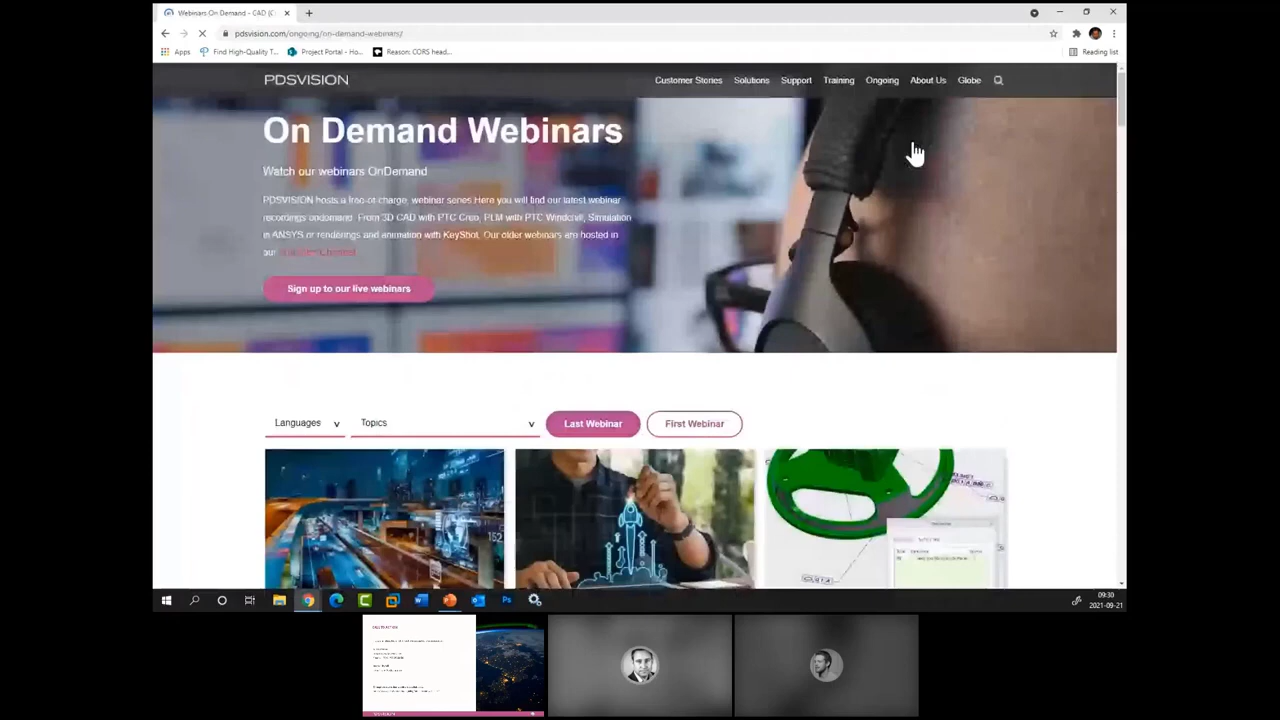 Webinars On Demand - CAD (C
pdsvision.com/ongoing/on-demand-webinars/
Apps Find High-Quality T... Project Portal - Ho... Reason: CORS head... Reading list
PDSVISION Customer Stories Solutions Support Training Ongoing About Us Globe
On Demand Webinars
Watch our webinars OnDemand
PDSVISION hosts a free-of-charge, webinar series.Here you will find our latest webinar
recordings ondemand. From 3D CAD with PTC Creo, PLM with PTC Windchill, Simulation
in ANSYS or renderings and animation with KeyShot. Our older webinars are hosted in
our
Sign up to our live webinars
Languages Topics Last Webinar First Webinar
152
09:30
2021-09-21